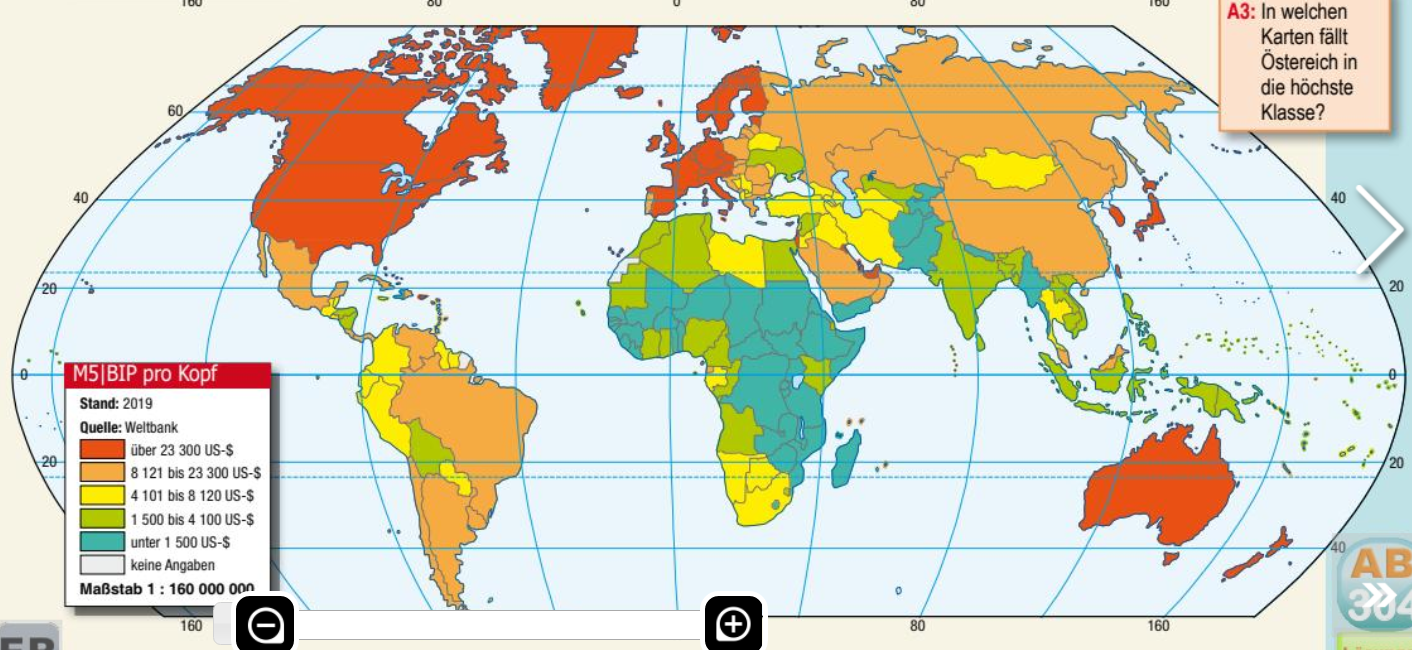 160
80
0
80
160
A3: In welchen
Karten fällt
Östereich in
die höchste
Klasse?
60
40
40
20
20
0
0
20
20
40
M5|BIP pro Kopf
Stand: 2019
Quelle: Weltbank
über 23 300 US-$
8 121 bis 23 300 US-$
4 101 bis 8 120 US-$
1 500 bis 4 100 US-$
unter 1 500 US-$
keine Angaben
Maßstab 1 : 160 000 000
160
80
160
AB
304